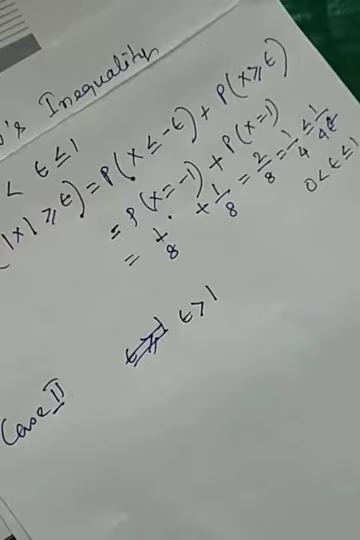 's Inequality
< ϵ ≤ 1
(|x| ≥ ϵ) = P(x ≤ -ϵ) + P(x ≥ ϵ)
= P(x = -1) + P(x = 1)
= 1/8 + 1/8 = 2/8 = 1/4 ≤ 1/4ϵ
0 < ϵ ≤ 1
Case II ϵ > 1